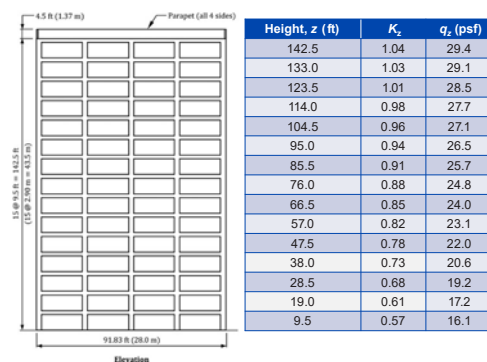 4.5 ft (1.37 m)
Parapet (all 4 sides)
15 @ 9.5 ft = 142.5 ft
(15 @ 2.90 m = 43.5 m)
91.83 ft (28.0 m)
Elevation
Height, z (ft) Kz qz (psf)
142.5 1.04 29.4
133.0 1.03 29.1
123.5 1.01 28.5
114.0 0.98 27.7
104.5 0.96 27.1
95.0 0.94 26.5
85.5 0.91 25.7
76.0 0.88 24.8
66.5 0.85 24.0
57.0 0.82 23.1
47.5 0.78 22.0
38.0 0.73 20.6
28.5 0.68 19.2
19.0 0.61 17.2
9.5 0.57 16.1